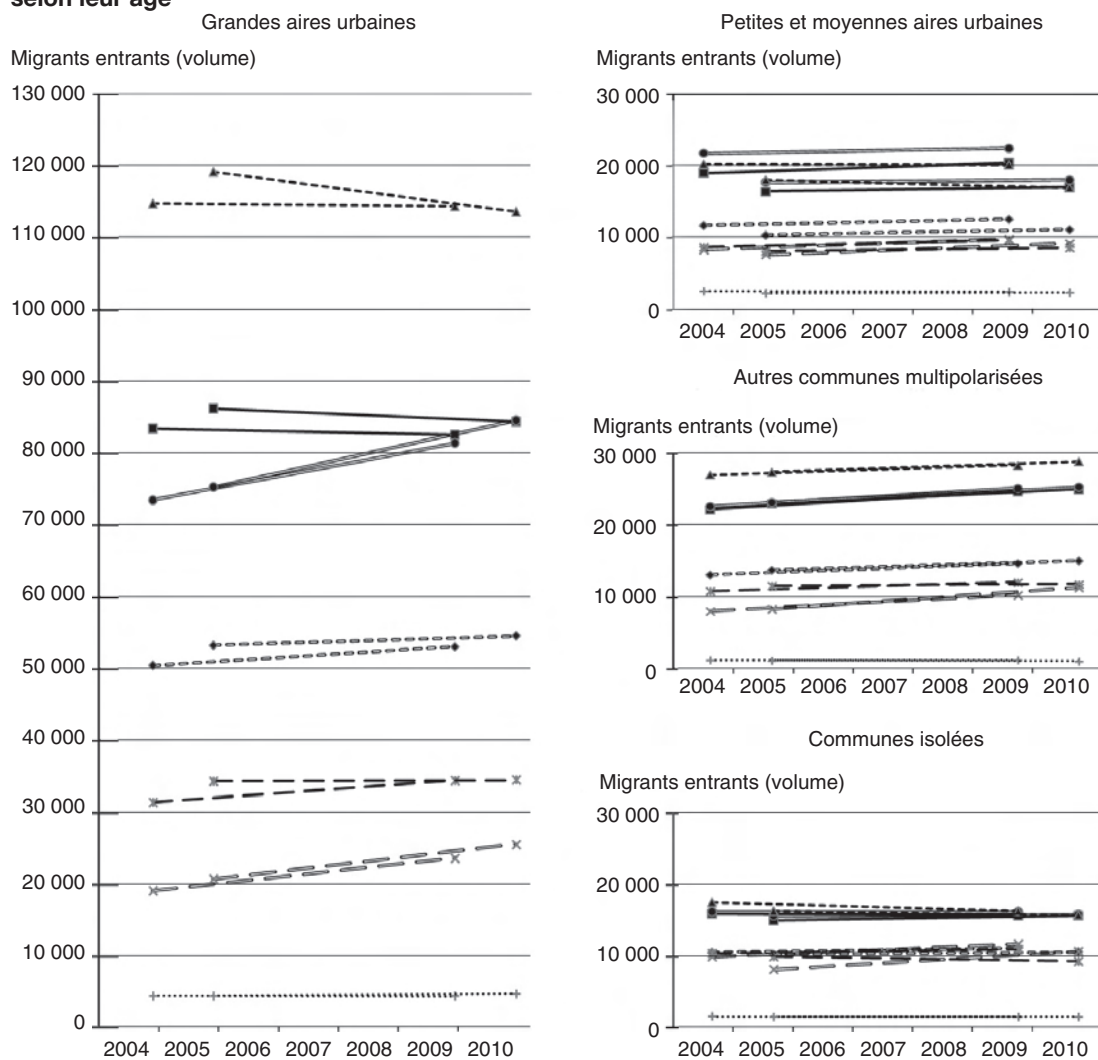 selon leur âge
Grandes aires urbaines
Migrants entrants (volume)
130 000
120 000
110 000
100 000
90 000
80 000
70 000
60 000
50 000
40 000
30 000
20 000
10 000
0
2004 2005 2006 2007 2008 2009 2010
Petites et moyennes aires urbaines
Migrants entrants (volume)
30 000
20 000
10 000
0
2004 2005 2006 2007 2008 2009 2010
Autres communes multipolarisées
Migrants entrants (volume)
30 000
20 000
10 000
0
2004 2005 2006 2007 2008 2009 2010
Communes isolées
Migrants entrants (volume)
30 000
20 000
10 000
0
2004 2005 2006 2007 2008 2009 2010